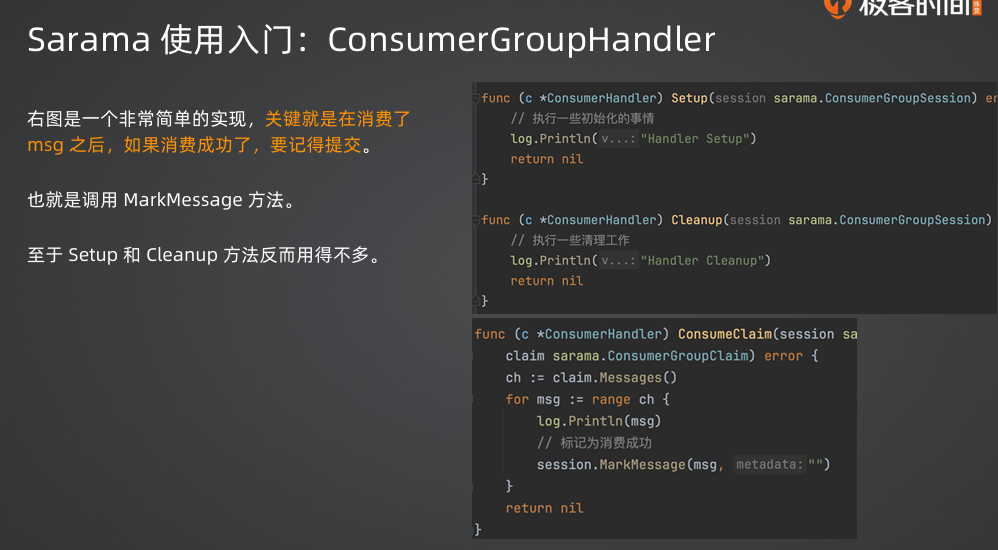 极客时间
Sarama 使用入门：ConsumerGroupHandler
右图是一个非常简单的实现，关键就是在消费了
msg 之后，如果消费成功了，要记得提交。
也就是调用 MarkMessage 方法。
至于 Setup 和 Cleanup 方法反而用得不多。
func (c *ConsumerHandler) Setup(session sarama.ConsumerGroupSession) er
// 执行一些初始化的事情
log.Println(v...:"Handler Setup")
return nil
}
func (c *ConsumerHandler) Cleanup(session sarama.ConsumerGroupSession)
// 执行一些清理工作
log.Println(v...:"Handler Cleanup")
return nil
}
func (c *ConsumerHandler) ConsumeClaim(session sa
claim sarama.ConsumerGroupClaim) error {
ch := claim.Messages()
for msg := range ch {
log.Println(msg)
// 标记为消费成功
session.MarkMessage(msg, metadata:"")
}
return nil
}